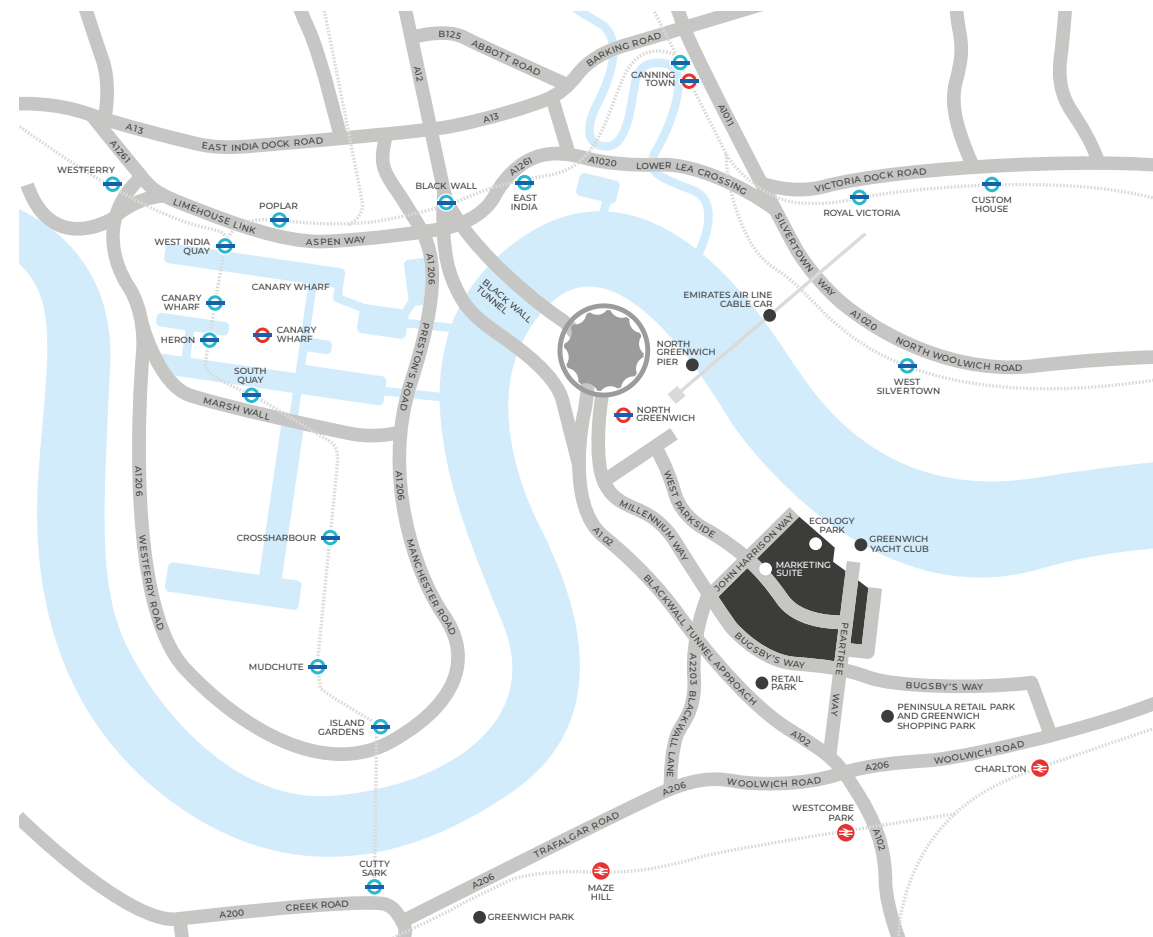 B125
ABBOTT ROAD
BARKING ROAD
CANNING
TOWN
A12
A13
A1011
A13
EAST INDIA DOCK ROAD
A1261
WESTFERRY
A1261
A1020
LOWER LEA CROSSING
VICTORIA DOCK ROAD
BLACK WALL
EAST
INDIA
ROYAL VICTORIA
CUSTOM
HOUSE
POPLAR
LIMEHOUSE LINK
ASPEN WAY
WEST INDIA
QUAY
A1206
SILVERTOWN WAY
CANARY WHARF
BLACK WALL
TUNNEL
CANARY
WHARF
EMIRATES AIR LINE
CABLE CAR
A1020
HERON
CANARY
WHARF
PRESTON'S ROAD
NORTH
GREENWICH
PIER
NORTH WOOLWICH ROAD
SOUTH
QUAY
WEST
SILVERTOWN
MARSH WALL
NORTH
GREENWICH
A1206
A1206
WEST PARKSIDE
MILLENNIUM WAY
JOHN HARRISON WAY
ECOLOGY
PARK
GREENWICH
YACHT CLUB
CROSSHARBOUR
A102
MARKETING
SUITE
WESTFERRY ROAD
MANCHESTER ROAD
BLACKWALL TUNNEL APPROACH
BUGSBY'S WAY
PEARTREE WAY
MUDCHUTE
A2203 BLACKWALL LANE
RETAIL
PARK
BUGSBY'S WAY
ISLAND
GARDENS
PENINSULA RETAIL PARK
AND GREENWICH
SHOPPING PARK
A102
WOOLWICH ROAD
A206
CHARLTON
A206
WOOLWICH ROAD
WESTCOMBE
PARK
TRAFALGAR ROAD
A102
CUTTY
SARK
A206
MAZE
HILL
A200
CREEK ROAD
GREENWICH PARK